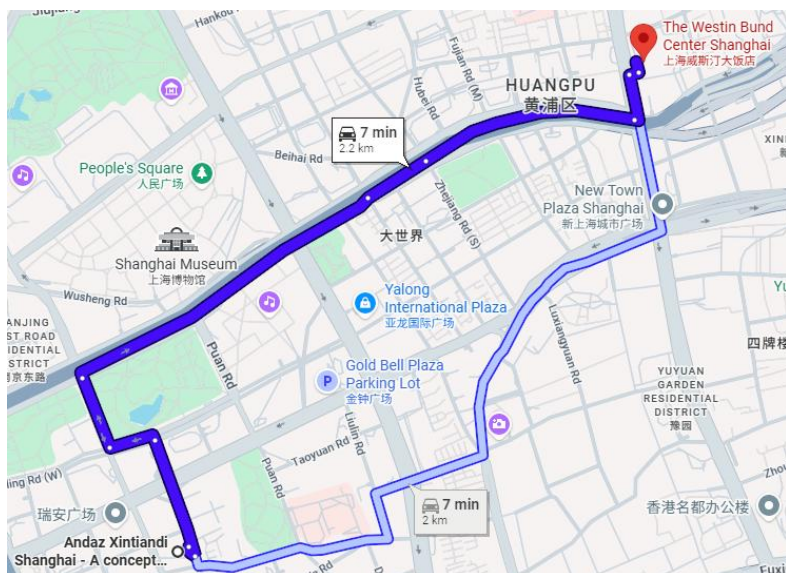 Hankou
The Westin Bund
Center Shanghai
上海威斯汀大饭店
Fujian Rd (M)
Hubei Rd
HUANGPU
黄浦区
7 min
2.2 km
Beihai Rd
People's Square
人民广场
Zhejiang Rd (S)
New Town
Plaza Shanghai
新上海城市广场
大世界
Shanghai Museum
上海博物馆
Wusheng Rd
Yalong
International Plaza
亚龙国际广场
Luxiangyuan Rd
四牌楼
Puan Rd
Gold Bell Plaza
Parking Lot
金钟广场
P
YUYUAN
GARDEN
RESIDENTIAL
DISTRICT
豫园
Liulin Rd
Taoyuan Rd
Puan Rd
7 min
2 km
瑞安广场
香港名都办公楼
Andaz Xintiandi
Shanghai - A concept...